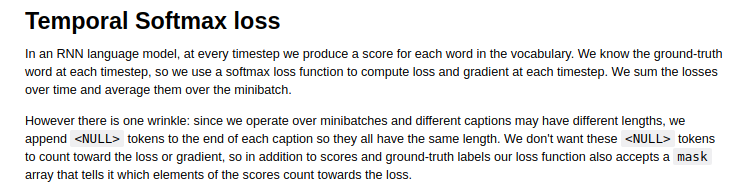 Temporal Softmax loss
In an RNN language model, at every timestep we produce a score for each word in the vocabulary. We know the ground-truth
word at each timestep, so we use a softmax loss function to compute loss and gradient at each timestep. We sum the losses
over time and average them over the minibatch.
However there is one wrinkle: since we operate over minibatches and different captions may have different lengths, we
append <NULL> tokens to the end of each caption so they all have the same length. We don't want these <NULL> tokens
to count toward the loss or gradient, so in addition to scores and ground-truth labels our loss function also accepts a mask
array that tells it which elements of the scores count towards the loss.